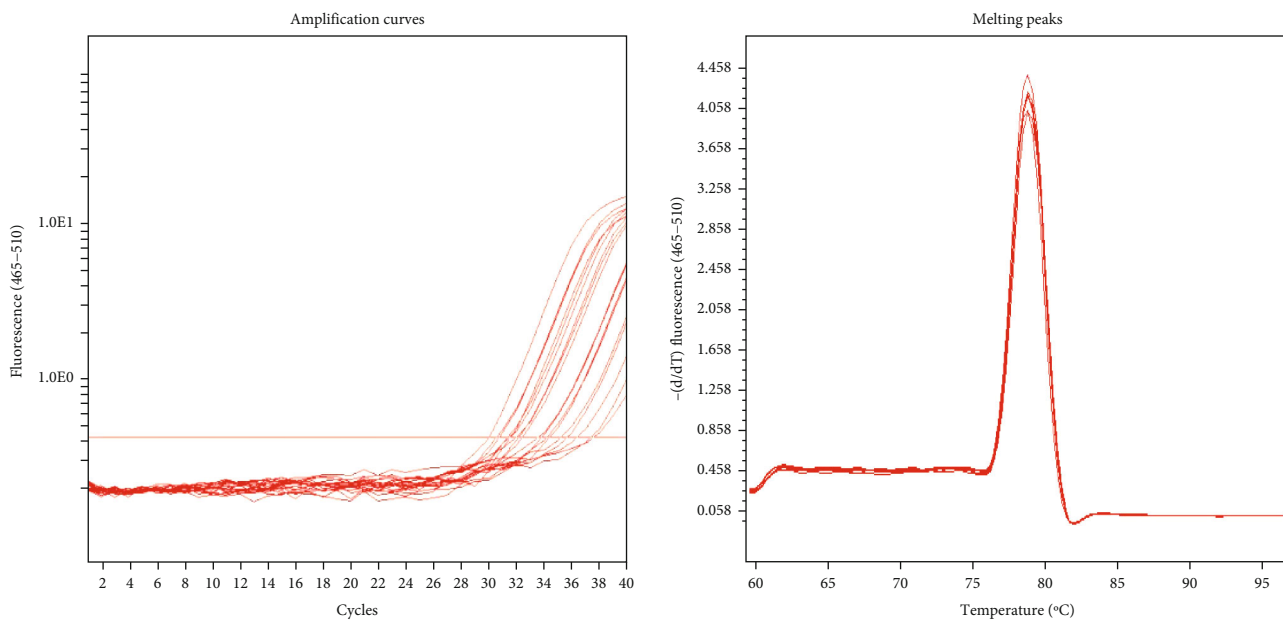 Amplification curves
Fluorescence (465–510)
1.0E1
1.0E0
2 4 6 8 10 12 14 16 18 20 22 24 26 28 30 32 34 36 38 40
Cycles
Melting peaks
–(d/dT) fluorescence (465–510)
4.458
4.058
3.658
3.258
2.858
2.458
2.058
1.658
1.258
0.858
0.458
0.058
60 65 70 75 80 85 90 95
Temperature (ºC)